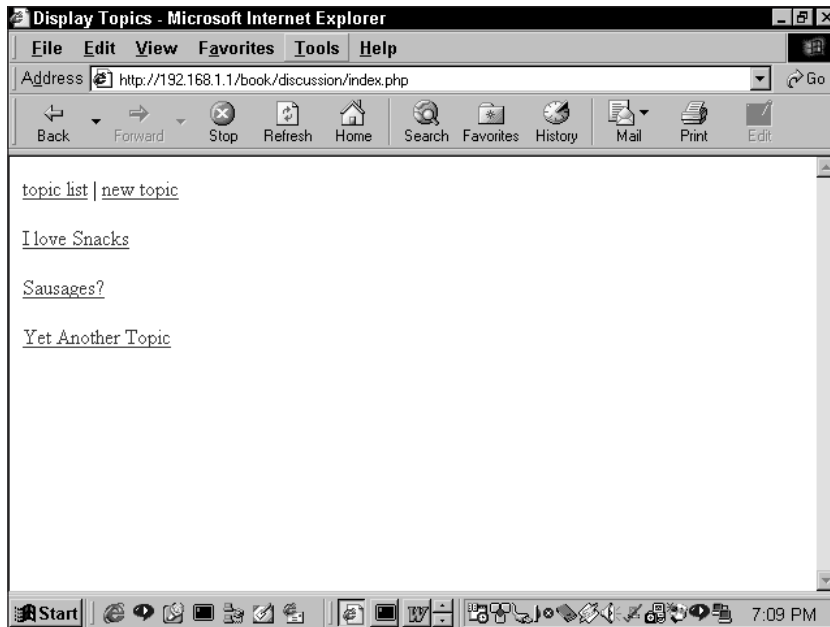 Display Topics - Microsoft Internet Explorer
File Edit View Favorites Tools Help
Address http://192.168.1.1/book/discussion/index.php Go
Back Forward Stop Refresh Home Search Favorites History Mail Print Edit
topic list | new topic
I love Snacks
Sausages?
Yet Another Topic
Start 7:09 PM